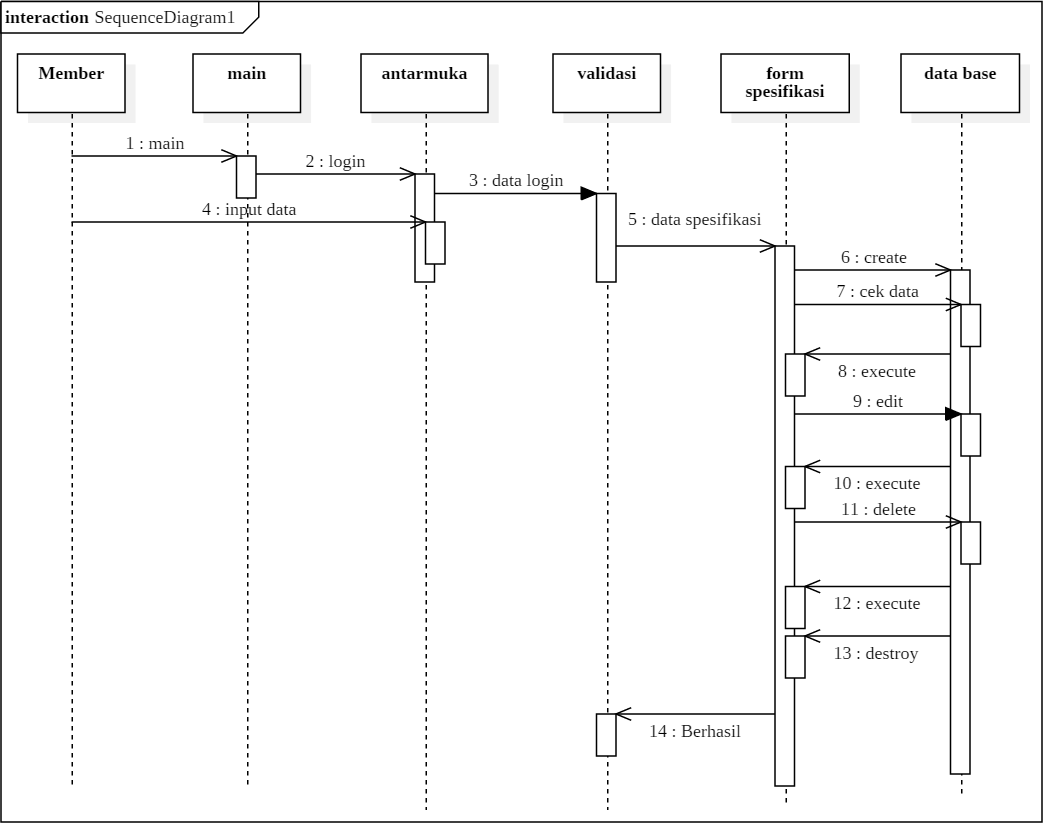 interaction SequenceDiagram1
Member
main
antarmuka
validasi
form
spesifikasi
data base
1 : main
2 : login
3 : data login
4 : input data
5 : data spesifikasi
6 : create
7 : cek data
8 : execute
9 : edit
10 : execute
11 : delete
12 : execute
13 : destroy
14 : Berhasil